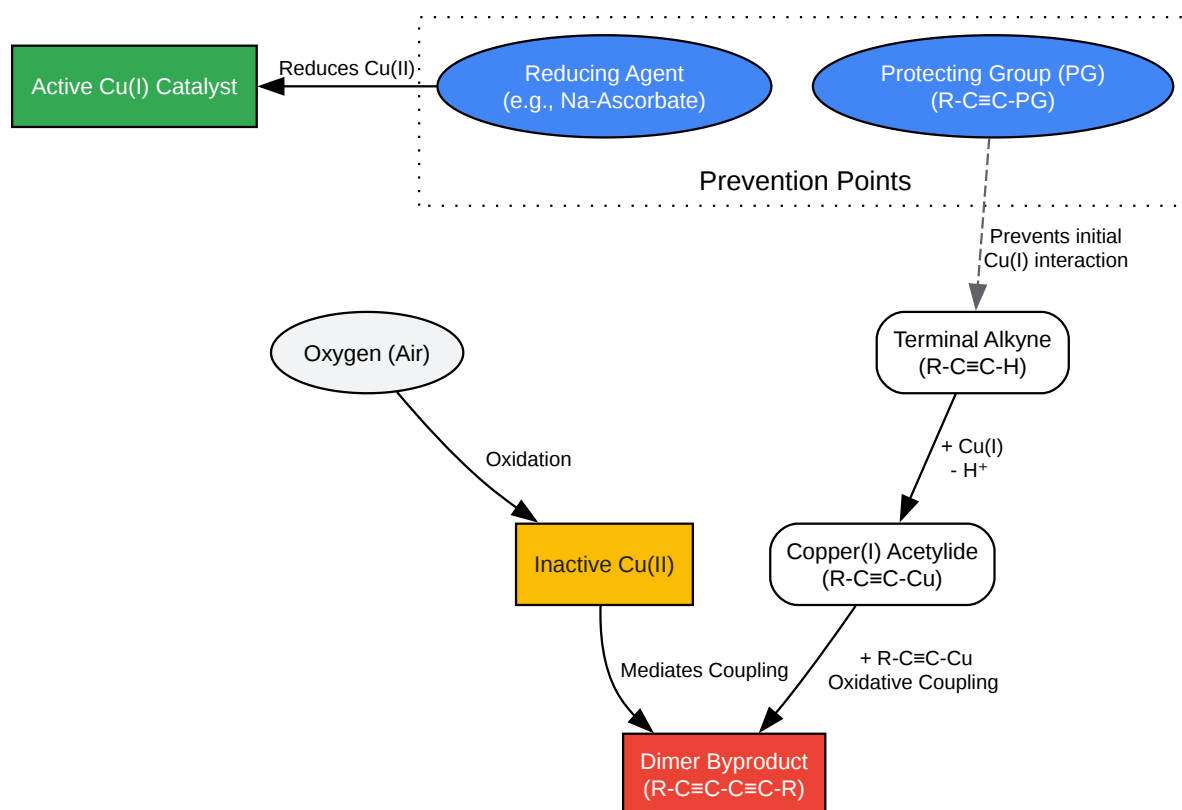 Active Cu(I) Catalyst
Reduces Cu(II)
Reducing Agent
(e.g., Na-Ascorbate)
Protecting Group (PG)
(R-C≡C-PG)
Prevention Points
Prevents initial
Cu(I) interaction
Oxygen (Air)
Terminal Alkyne
(R-C≡C-H)
Oxidation
+ Cu(I)
- H⁺
Inactive Cu(II)
Copper(I) Acetylide
(R-C≡C-Cu)
Mediates Coupling
+ R-C≡C-Cu
Oxidative Coupling
Dimer Byproduct
(R-C≡C-C≡C-R)